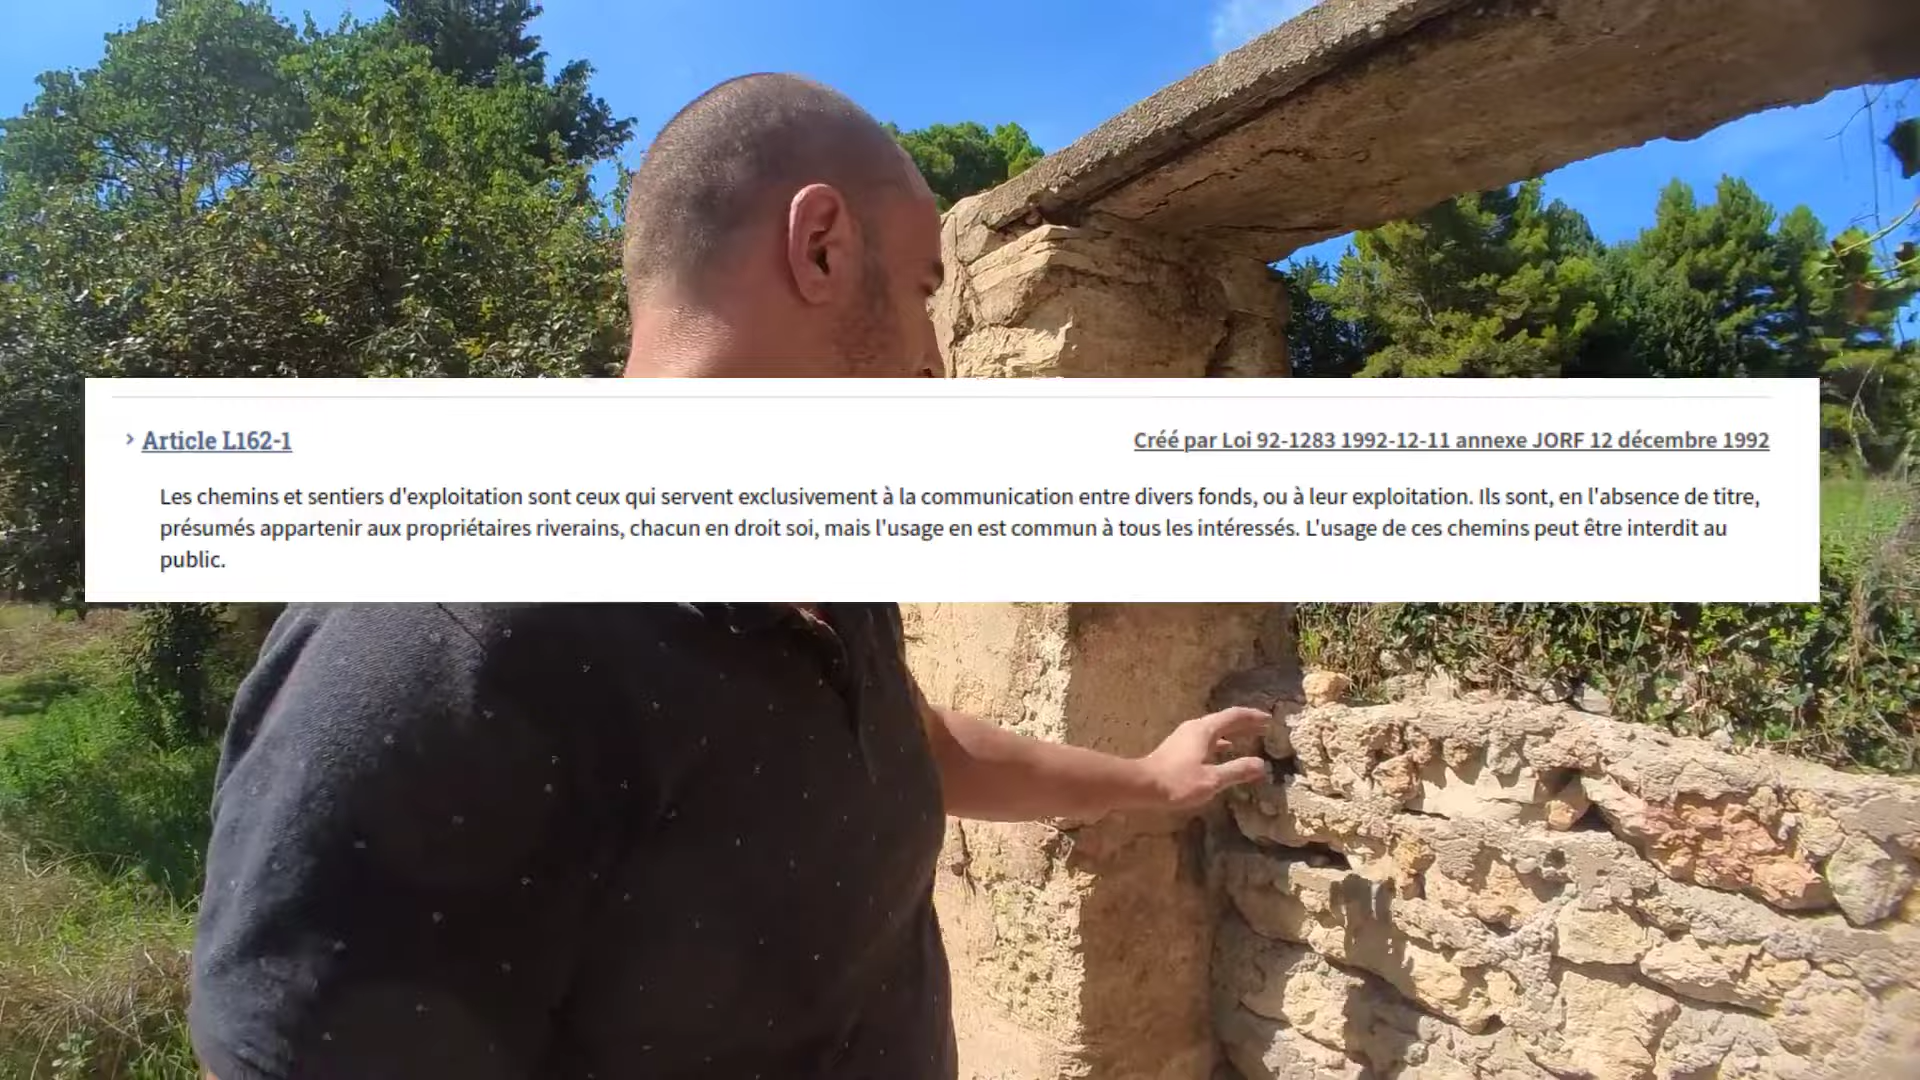 Article L162-1
Créé par Loi 92-1283 1992-12-11 annexe JORF 12 décembre 1992
Les chemins et sentiers d'exploitation sont ceux qui servent exclusivement à la communication entre divers fonds, ou à leur exploitation. Ils sont, en l'absence de titre,
présumés appartenir aux propriétaires riverains, chacun en droit soi, mais l'usage en est commun à tous les intéressés. L'usage de ces chemins peut être interdit au
public.